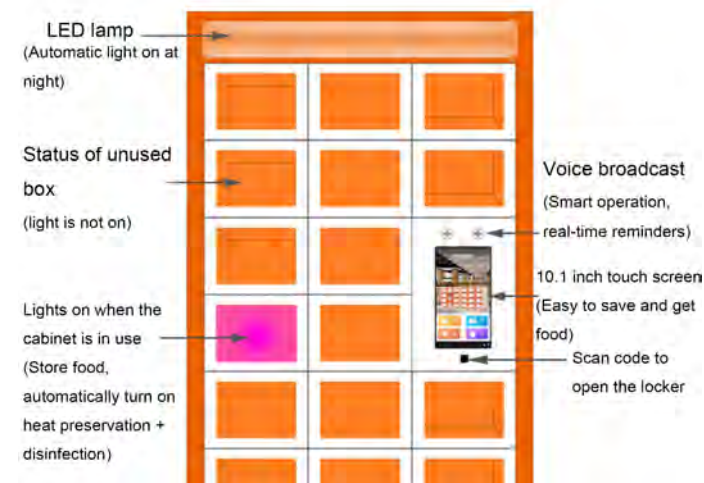 LED lamp
(Automatic light on at
night)
Status of unused
box
(light is not on)
Lights on when the
cabinet is in use
(Store food,
automatically turn on
heat preservation +
disinfection)
Voice broadcast
(Smart operation,
real-time reminders)
10.1 inch touch screen
(Easy to save and get
food)
Scan code to
open the locker